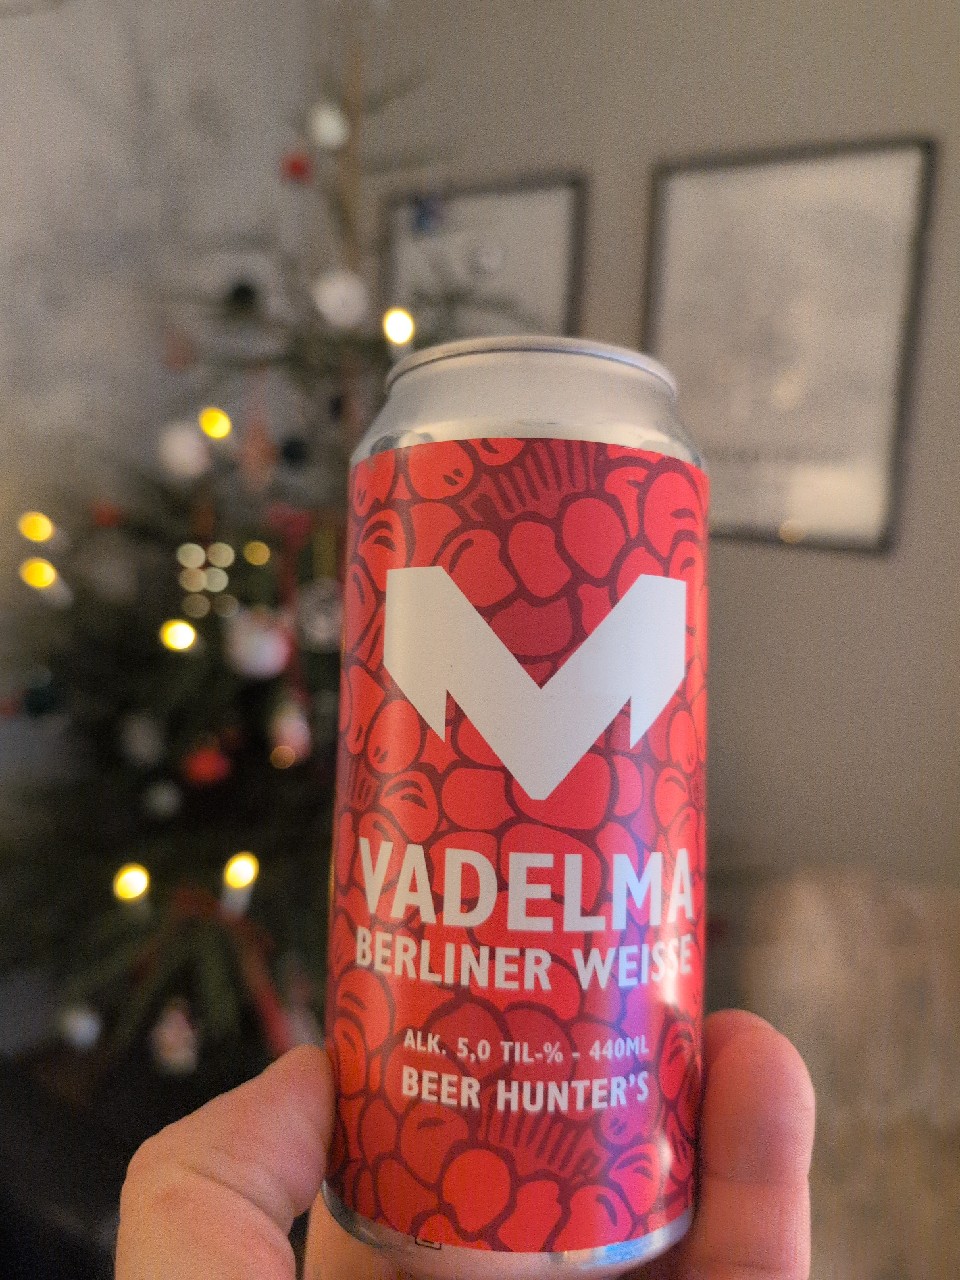 M
VADELMA
BERLINER WEISSE
ALK. 5,0 TIL-% - 440ML
BEER HUNTER'S